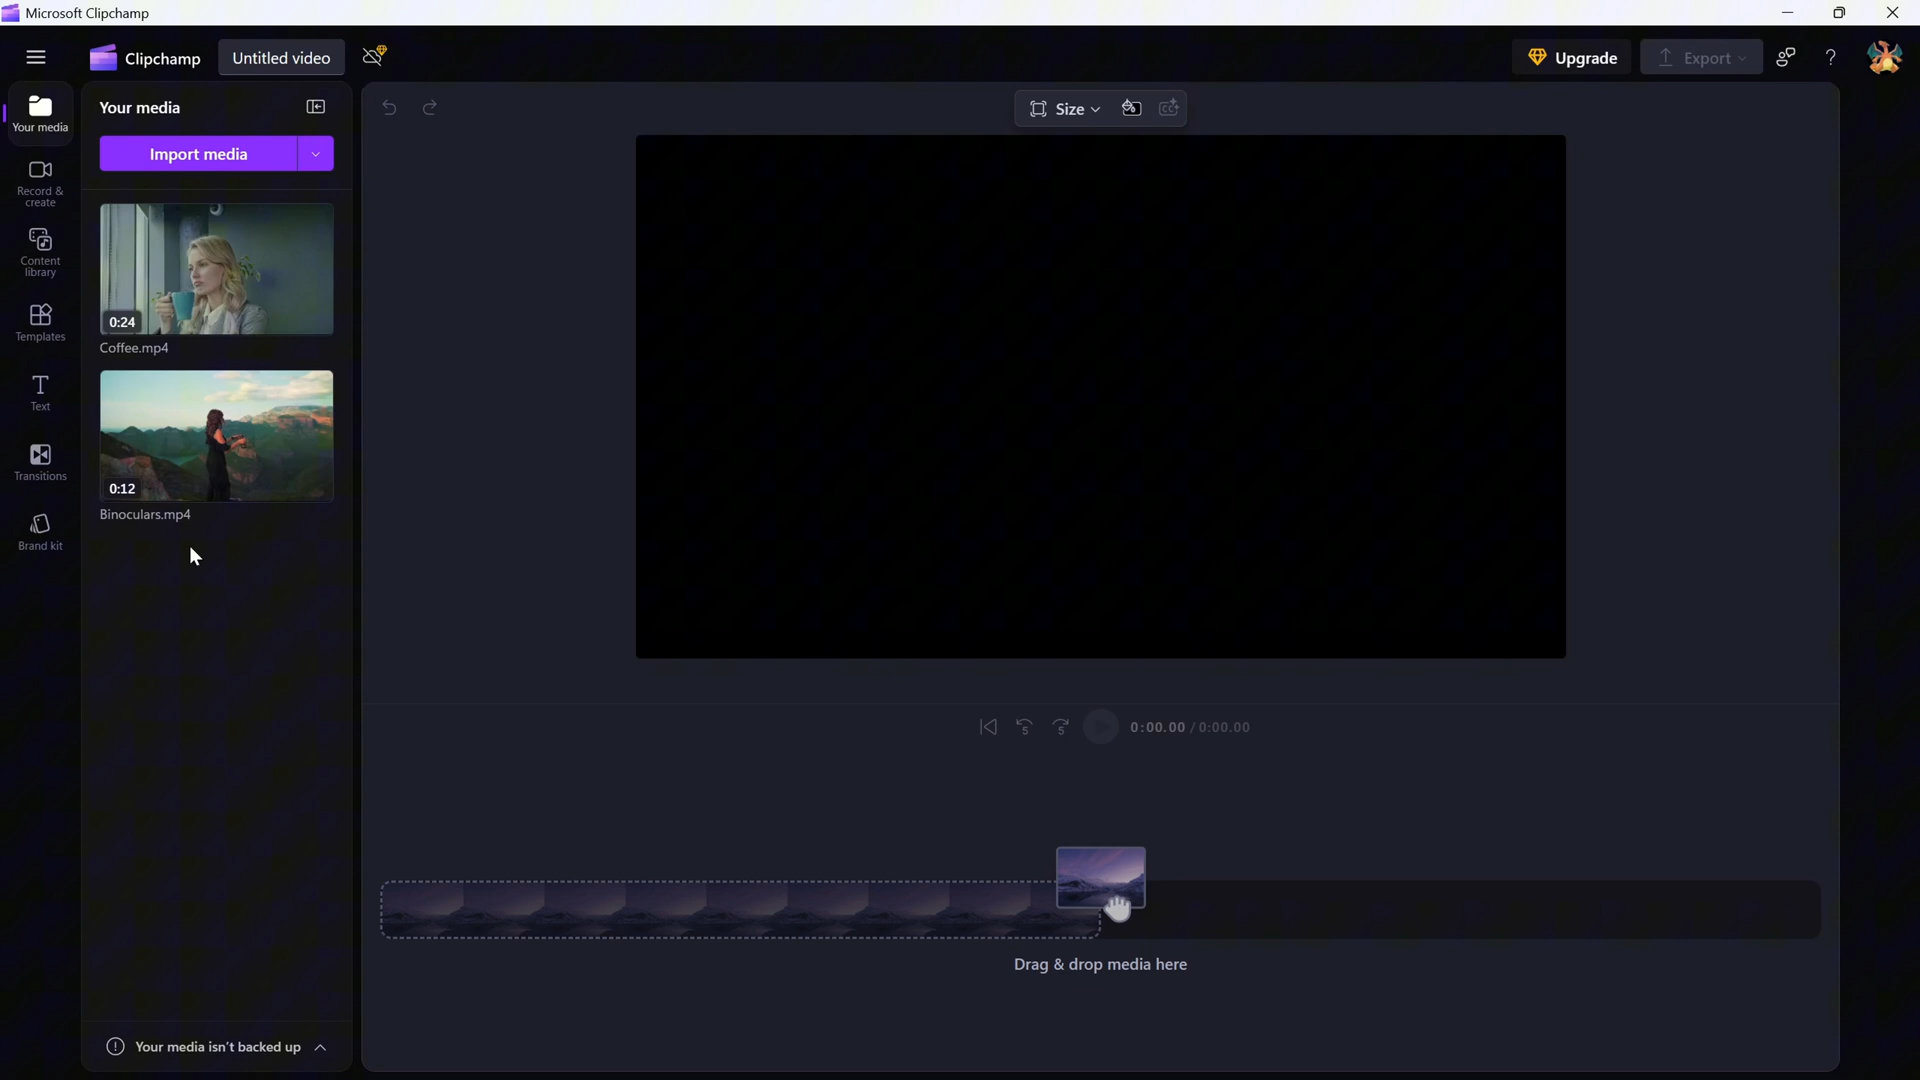 Microsoft Clipchamp
Clipchamp
Untitled video
Upgrade
Export
?
Your media
Your media
Import media
Size
Record &
create
Content
library
Templates
Text
Transitions
Brand kit
0:24
Coffee.mp4
0:12
Binoculars.mp4
5
5
0:00.00 / 0:00.00
Drag & drop media here
Your media isn't backed up